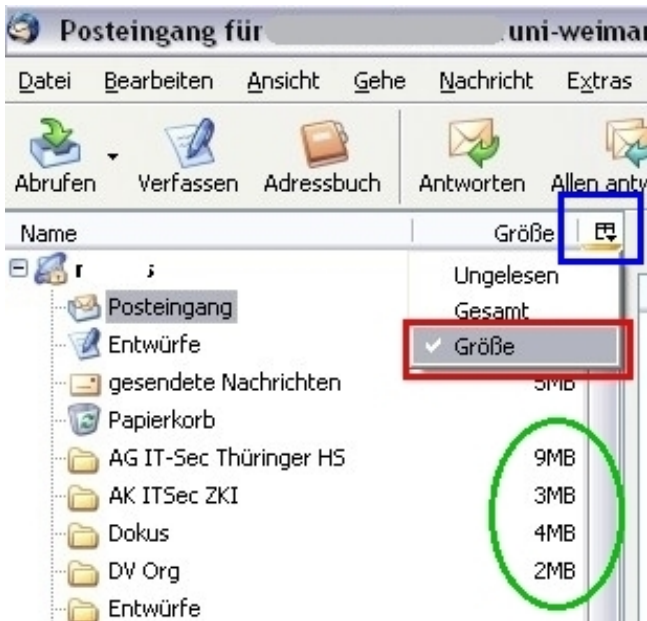 Posteingang für uni-weimar
Datei Bearbeiten Ansicht Gehe Nachricht Extras
Abrufen Verfassen Adressbuch Antworten Allen antw
Name Größe
Ungelesen
Posteingang Gesamt
Entwürfe Größe
gesendete Nachrichten 5MB
Papierkorb
AG IT-Sec Thüringer HS 9MB
AK ITSec ZKI 3MB
Dokus 4MB
DV Org 2MB
Entwürfe